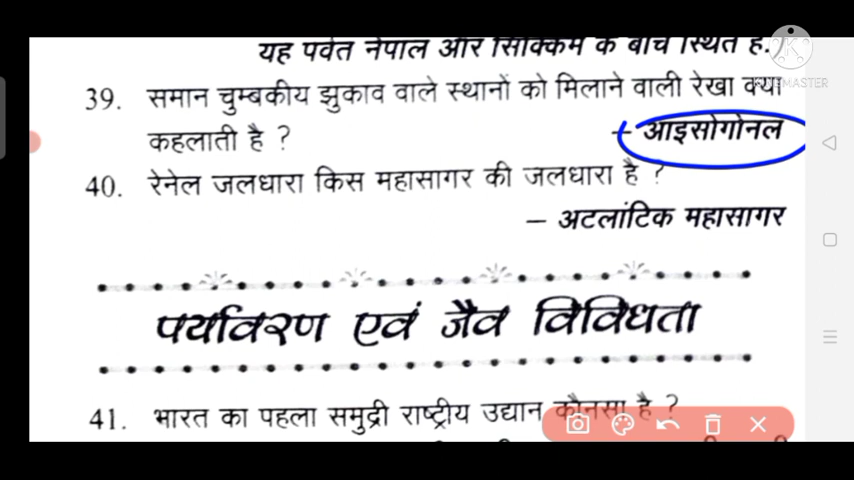 यह पर्वत नेपाल और सिक्किम के बीच स्थित है.
KINEMASTER
39. समान चुम्बकीय झुकाव वाले स्थानों को मिलाने वाली रेखा क्या
कहलाती है ? – आइसोगोनल
40. रेनेल जलधारा किस महासागर की जलधारा है ?
– अटलांटिक महासागर
पर्यावरण एवं जैव विविधता
41. भारत का पहला समुद्री राष्ट्रीय उद्यान कौनसा है ?